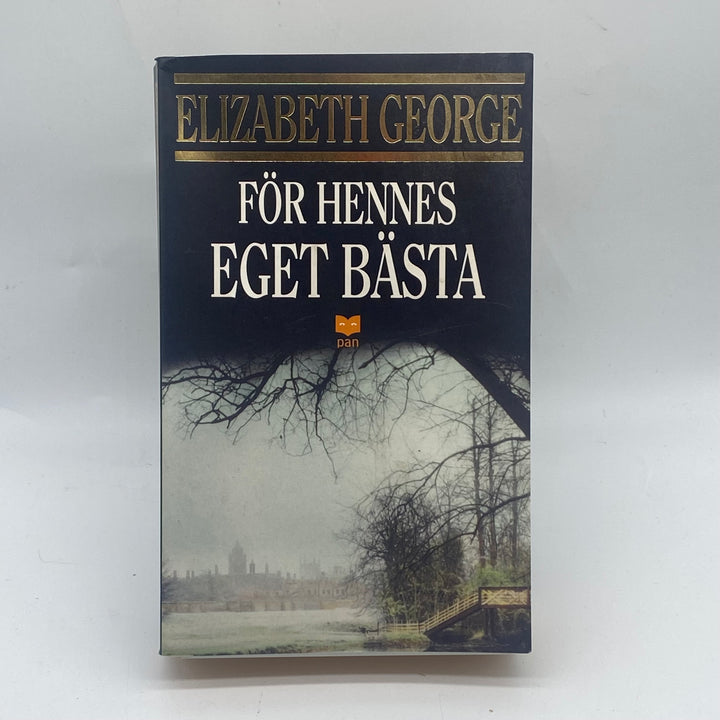 ELIZABETH GEORGE
FÖR HENNES
EGET BÄSTA
pan